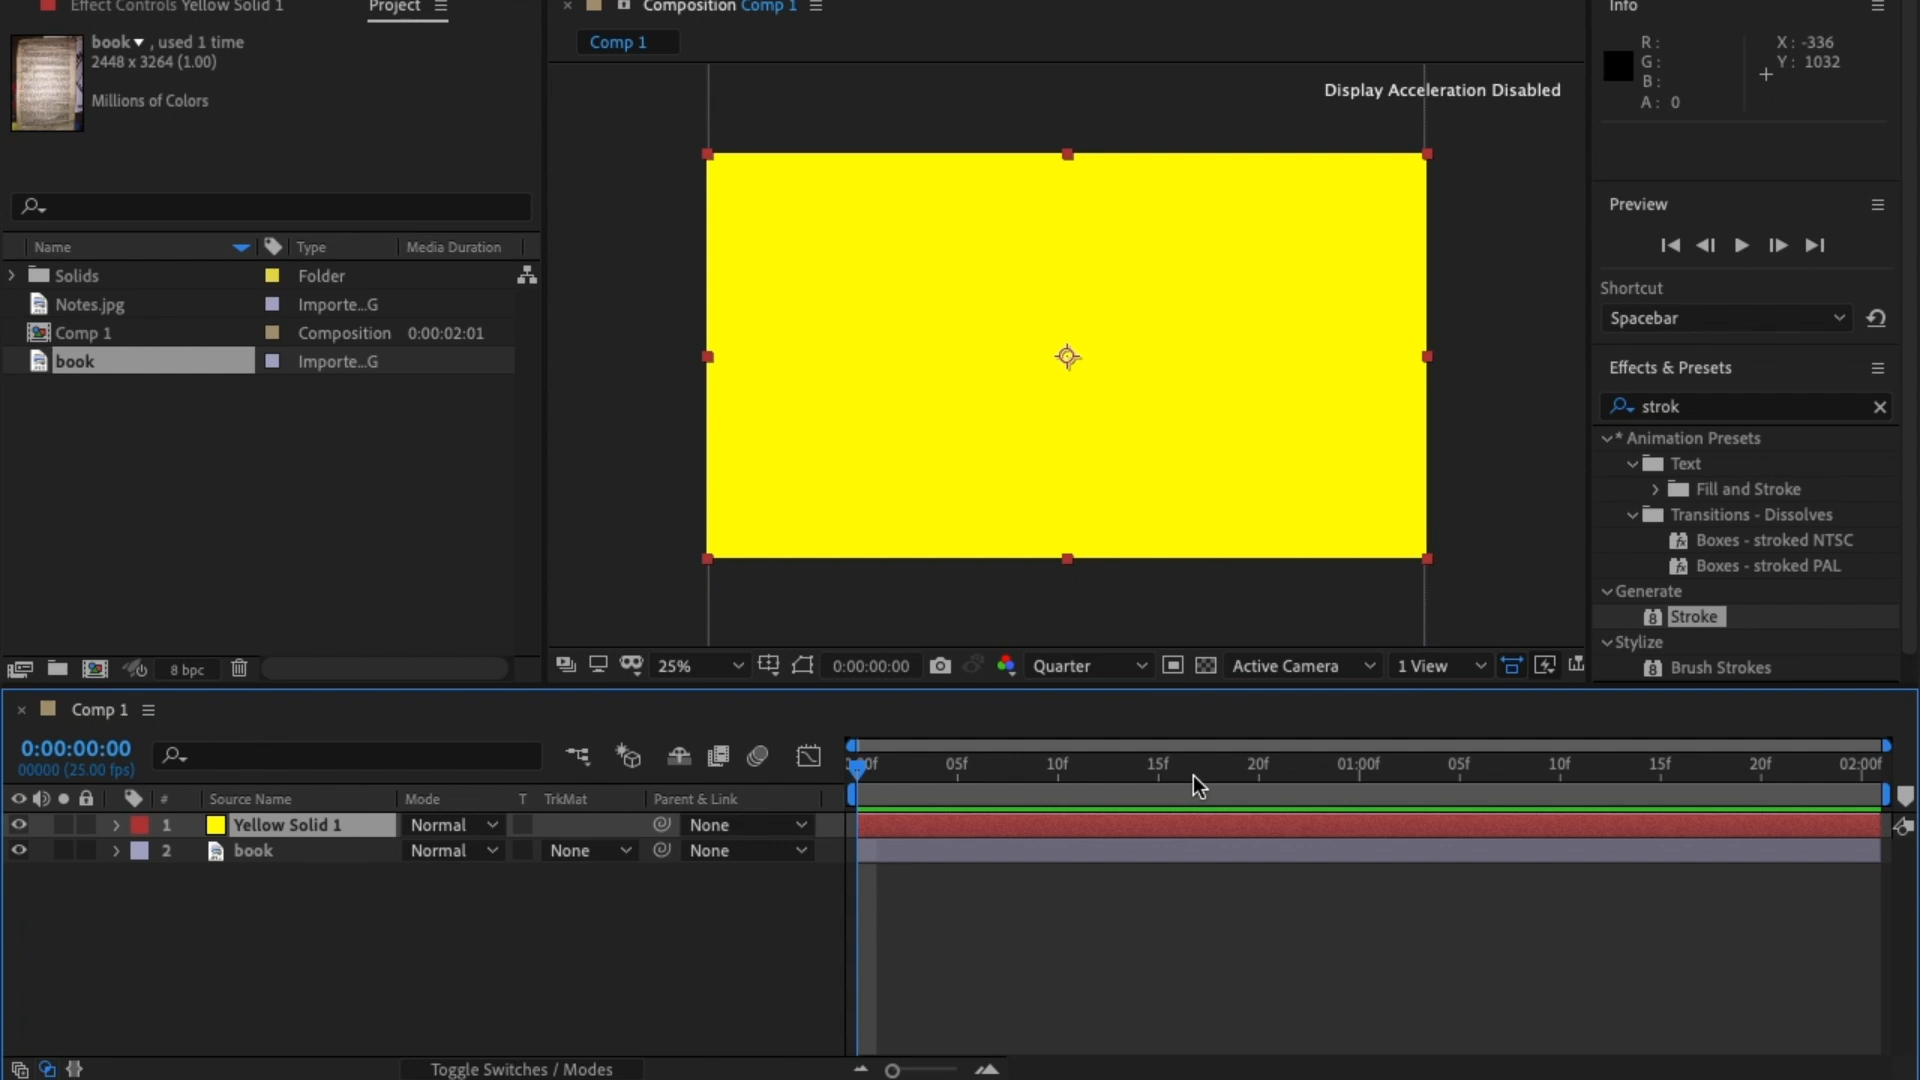 Effect Controls Yellow Solid 1
Project
book , used 1 time
2448 x 3264 (1.00)
Millions of Colors
Name
Type
Media Duration
Solids
Folder
Notes.jpg
Importe...G
Comp 1
Composition
0:00:02:01
book
Importe...G
8 bpc
Composition Comp 1
Comp 1
Display Acceleration Disabled
25%
0:00:00:00
Quarter
Active Camera
1 View
Info
R :
G :
B :
A : 0
X : -336
Y : 1032
Preview
Shortcut
Spacebar
Effects & Presets
strok
* Animation Presets
Text
Fill and Stroke
Transitions - Dissolves
Boxes - stroked NTSC
Boxes - stroked PAL
Generate
Stroke
Stylize
Brush Strokes
Comp 1
0:00:00:00
00000 (25.00 fps)
05f
10f
15f
20f
01:00f
05f
10f
15f
20f
02:00f
#
Source Name
Mode
T
TrkMat
Parent & Link
1
Yellow Solid 1
Normal
None
2
book
Normal
None
None
Toggle Switches / Modes